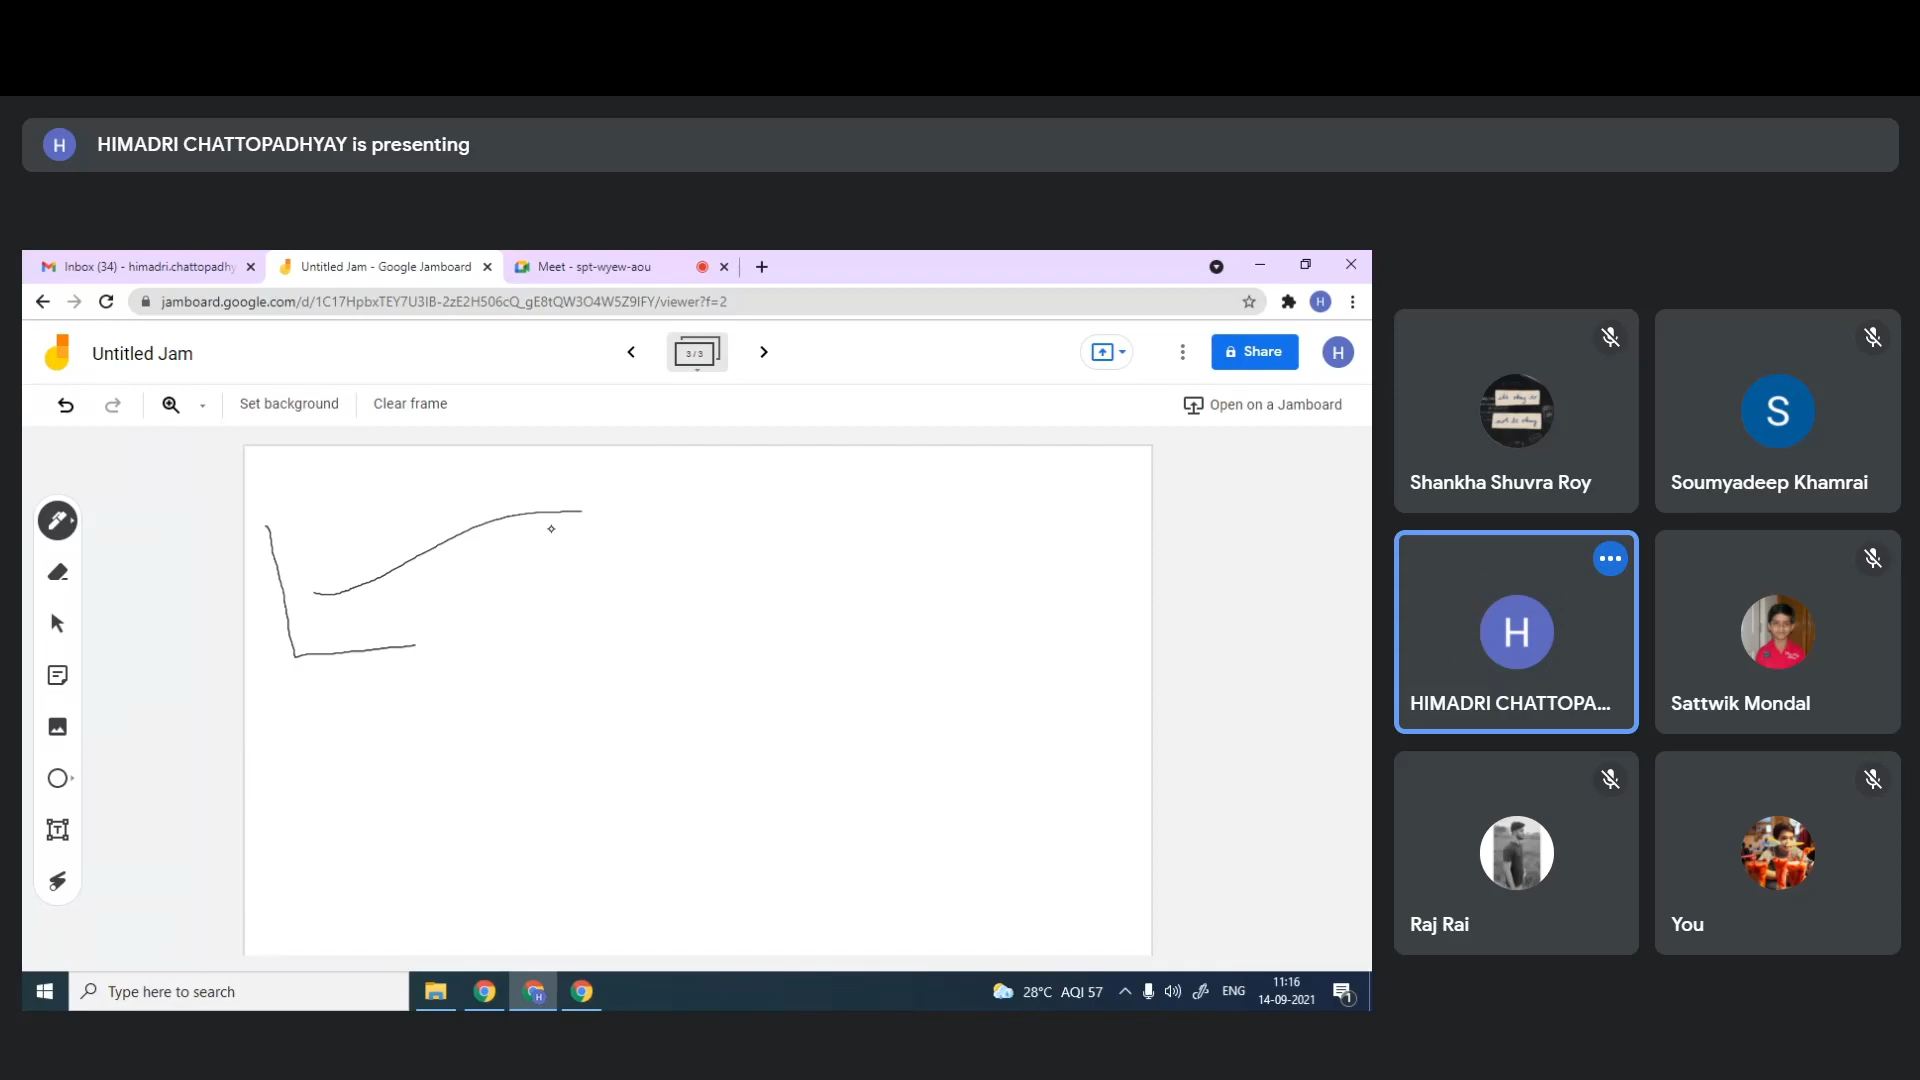 H HIMADRI CHATTOPADHYAY is presenting
Inbox (34) - himadri.chattopadhy
Untitled Jam - Google Jamboard
Meet - spt-wyew-aou
jamboard.google.com/d/1C17HpbxTEY7U3IB-2zE2H506cQ_gE8tQW3O4W5Z9IFY/viewer?f=2
H
Untitled Jam
3 / 3
Share
H
Set background
Clear frame
Open on a Jamboard
Shankha Shuvra Roy
S
Soumyadeep Khamrai
H
HIMADRI CHATTOPA...
Sattwik Mondal
Raj Rai
You
Type here to search
H
28°C AQI 57
ENG
11:16
14-09-2021
1